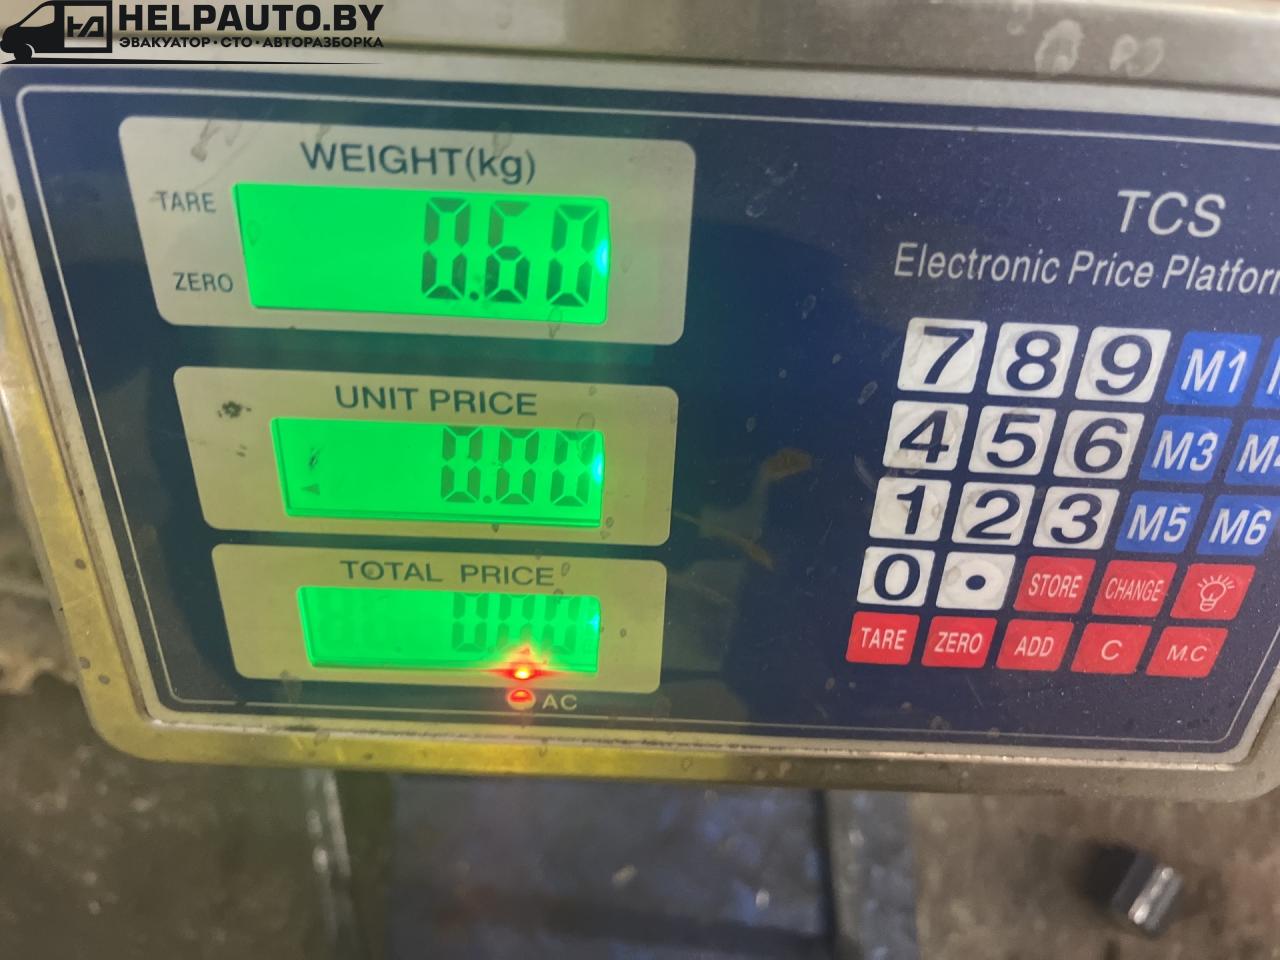 HELPAUTO.BY
ЭВАКУАТОР·СТО·АВТОРАЗБОРКА
WEIGHT(kg)
TARE
0.60
ZERO
UNIT PRICE
0.00
TOTAL PRICE
0.00
AC
TCS
Electronic Price
7 8 9 M1
4 5 6 M3
1 2 3 M5 M6
0 . STORE CHANGE
TARE ZERO ADD C M.C